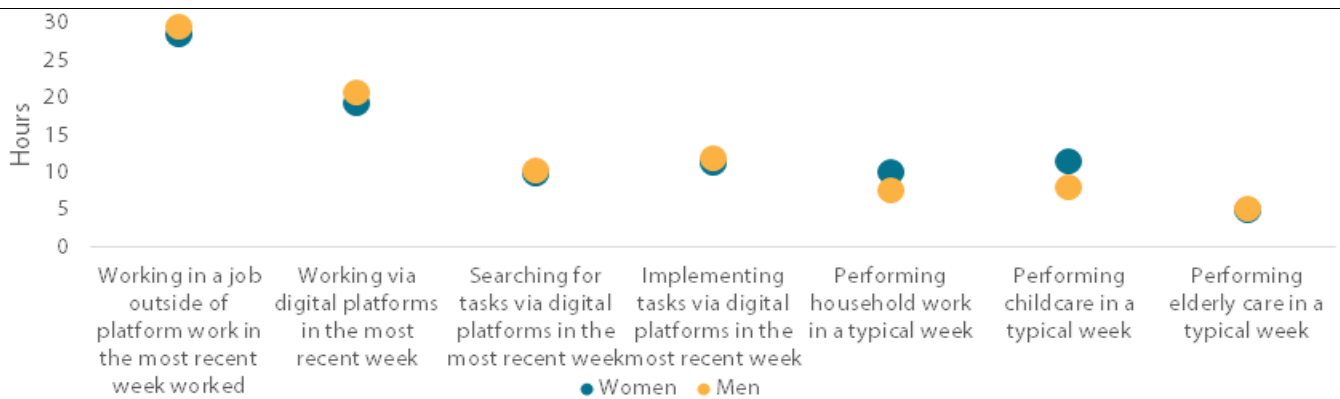 30
25
20
15
10
5
0
Hours
Working in a job
outside of
platform work in
the most recent
week worked
Working via
digital platforms
in the most
recent week
Searching for
tasks via digital
platforms in the
most recent week
Implementing
tasks via digital
platforms in the
most recent week
Performing
household work
in a typical week
Performing
childcare in a
typical week
Performing
elderly care in a
typical week
Women Men